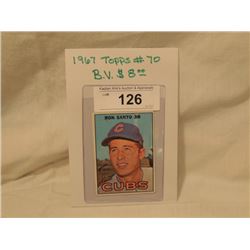 1967 Topps #70
B.V. $8.00
126
RON SANTO 3B
CUBS